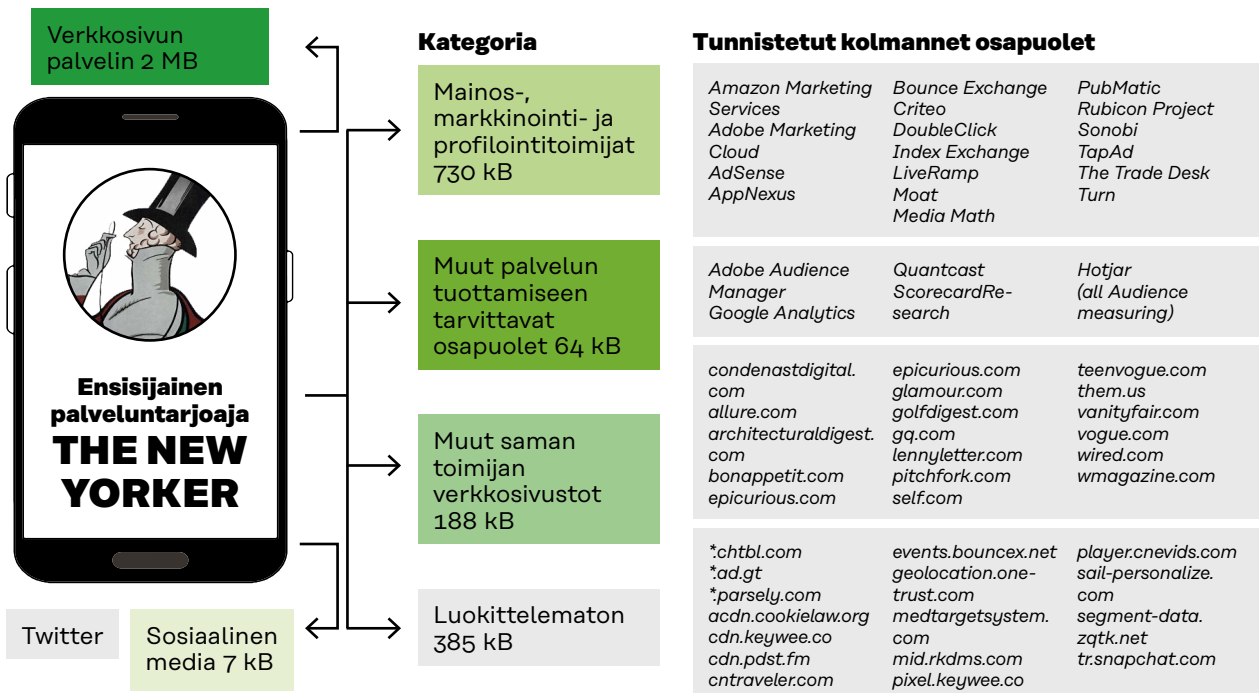 Verkkosivun
palvelin 2 MB
Ensisijainen
palveluntarjoaja
THE NEW
YORKER
Twitter
Sosiaalinen
media 7 kB
Kategoria
Mainos-,
markkinointi- ja
profilointitoimijat
730 kB
Muut palvelun
tuottamiseen
tarvittavat
osapuolet 64 kB
Muut saman
toimijan
verkkosivustot
188 kB
Luokittelematon
385 kB
Tunnistetut kolmannet osapuolet
Amazon Marketing
Services
Adobe Marketing
Cloud
AdSense
AppNexus
Bounce Exchange
Criteo
DoubleClick
Index Exchange
LiveRamp
Moat
Media Math
PubMatic
Rubicon Project
Sonobi
TapAd
The Trade Desk
Turn
Adobe Audience
Manager
Google Analytics
Quantcast
ScorecardRe-
search
Hotjar
(all Audience
measuring)
condenastdigital.
com
allure.com
architecturaldigest.
com
bonappetit.com
epicurious.com
epicurious.com
glamour.com
golfdigest.com
gq.com
lennyletter.com
pitchfork.com
self.com
teenvogue.com
them.us
vanityfair.com
vogue.com
wired.com
wmagazine.com
*.chtbl.com
*.ad.gt
*.parsely.com
acdn.cookielaw.org
cdn.keywee.co
cdn.pdst.fm
cntraveler.com
events.bouncex.net
geolocation.one-
trust.com
medtargetsystem.
com
mid.rkdms.com
pixel.keywee.co
player.cnevids.com
sail-personalize.
com
segment-data.
zqtk.net
tr.snapchat.com